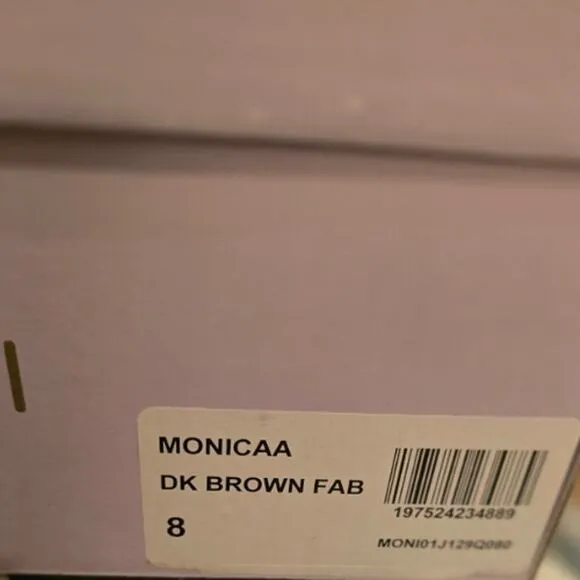 MONICAA
DK BROWN FAB
8
197524234889
MONI01J129Q080